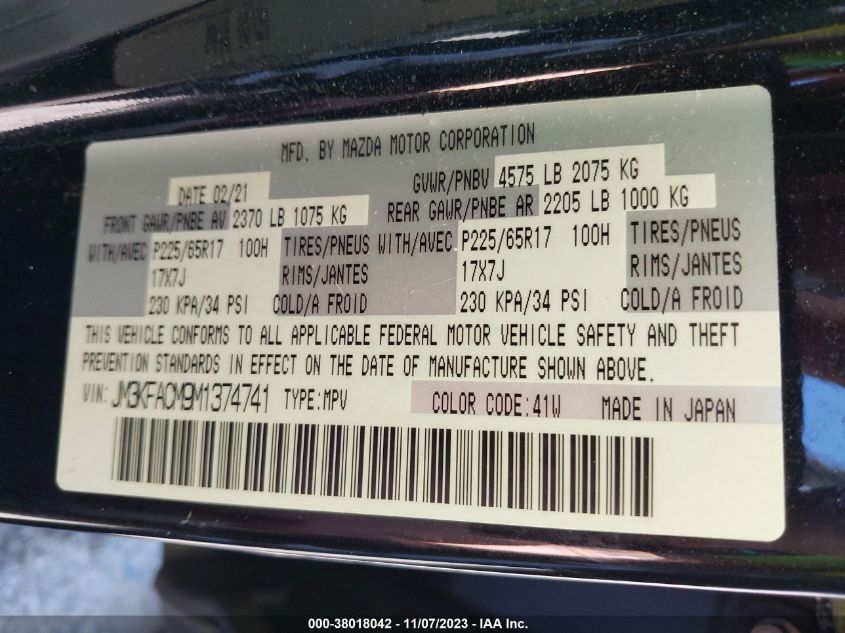 MFD. BY MAZDA MOTOR CORPORATION
DATE 02/21 GVWR/PNBV 4575 LB 2075 KG
FRONT GAWR/PNBE AV 2370 LB 1075 KG REAR GAWR/PNBE AR 2205 LB 1000 KG
WITH/AVEC P225/65R17 100H TIRES/PNEUS WITH/AVEC P225/65R17 100H TIRES/PNEUS
17X7J RIMS/JANTES 17X7J RIMS/JANTES
230 KPA/34 PSI COLD/A FROID 230 KPA/34 PSI COLD/A FROID
THIS VEHICLE CONFORMS TO ALL APPLICABLE FEDERAL MOTOR VEHICLE SAFETY AND THEFT
PREVENTION STANDARDS IN EFFECT ON THE DATE OF MANUFACTURE SHOWN ABOVE.
VIN: JM3KFACM9M1374741 TYPE:MPV COLOR CODE:41W MADE IN JAPAN
000-38018042 - 11/07/2023 - IAA Inc.